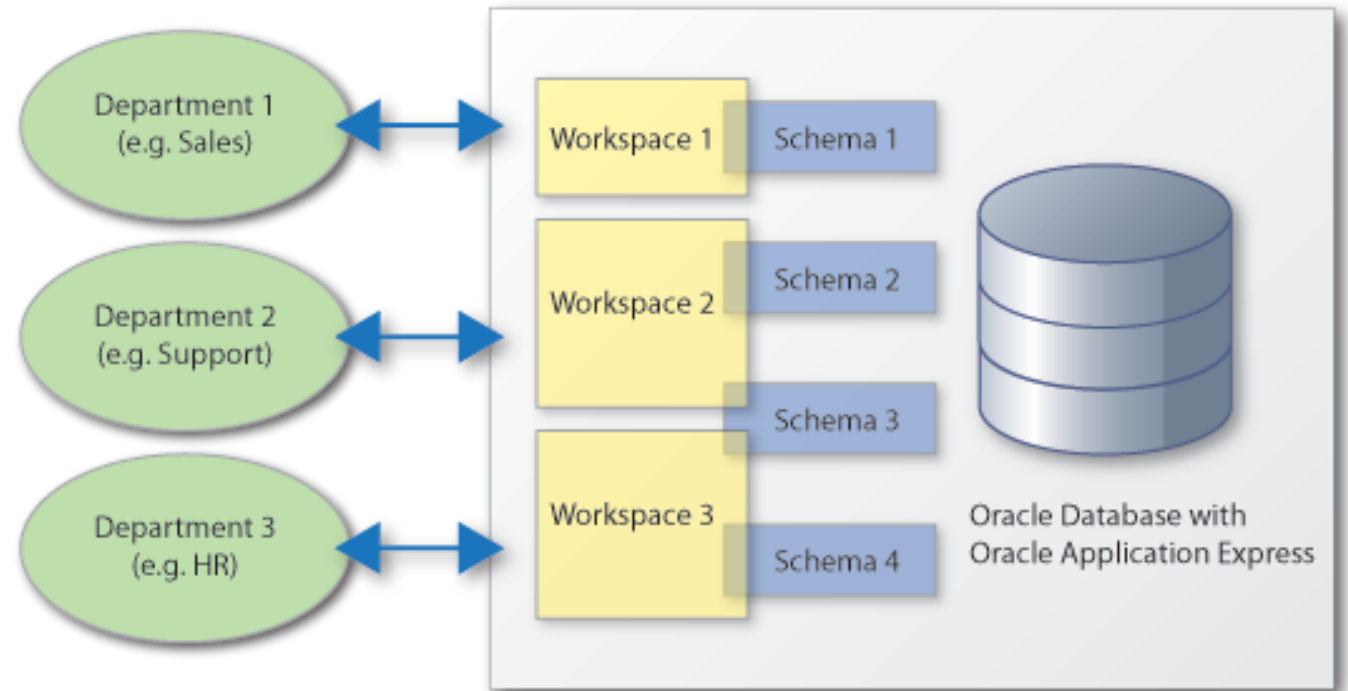 Department 1
(e.g. Sales)
Workspace 1
Schema 1
Department 2
(e.g. Support)
Workspace 2
Schema 2
Schema 3
Department 3
(e.g. HR)
Workspace 3
Schema 4
Oracle Database with
Oracle Application Express